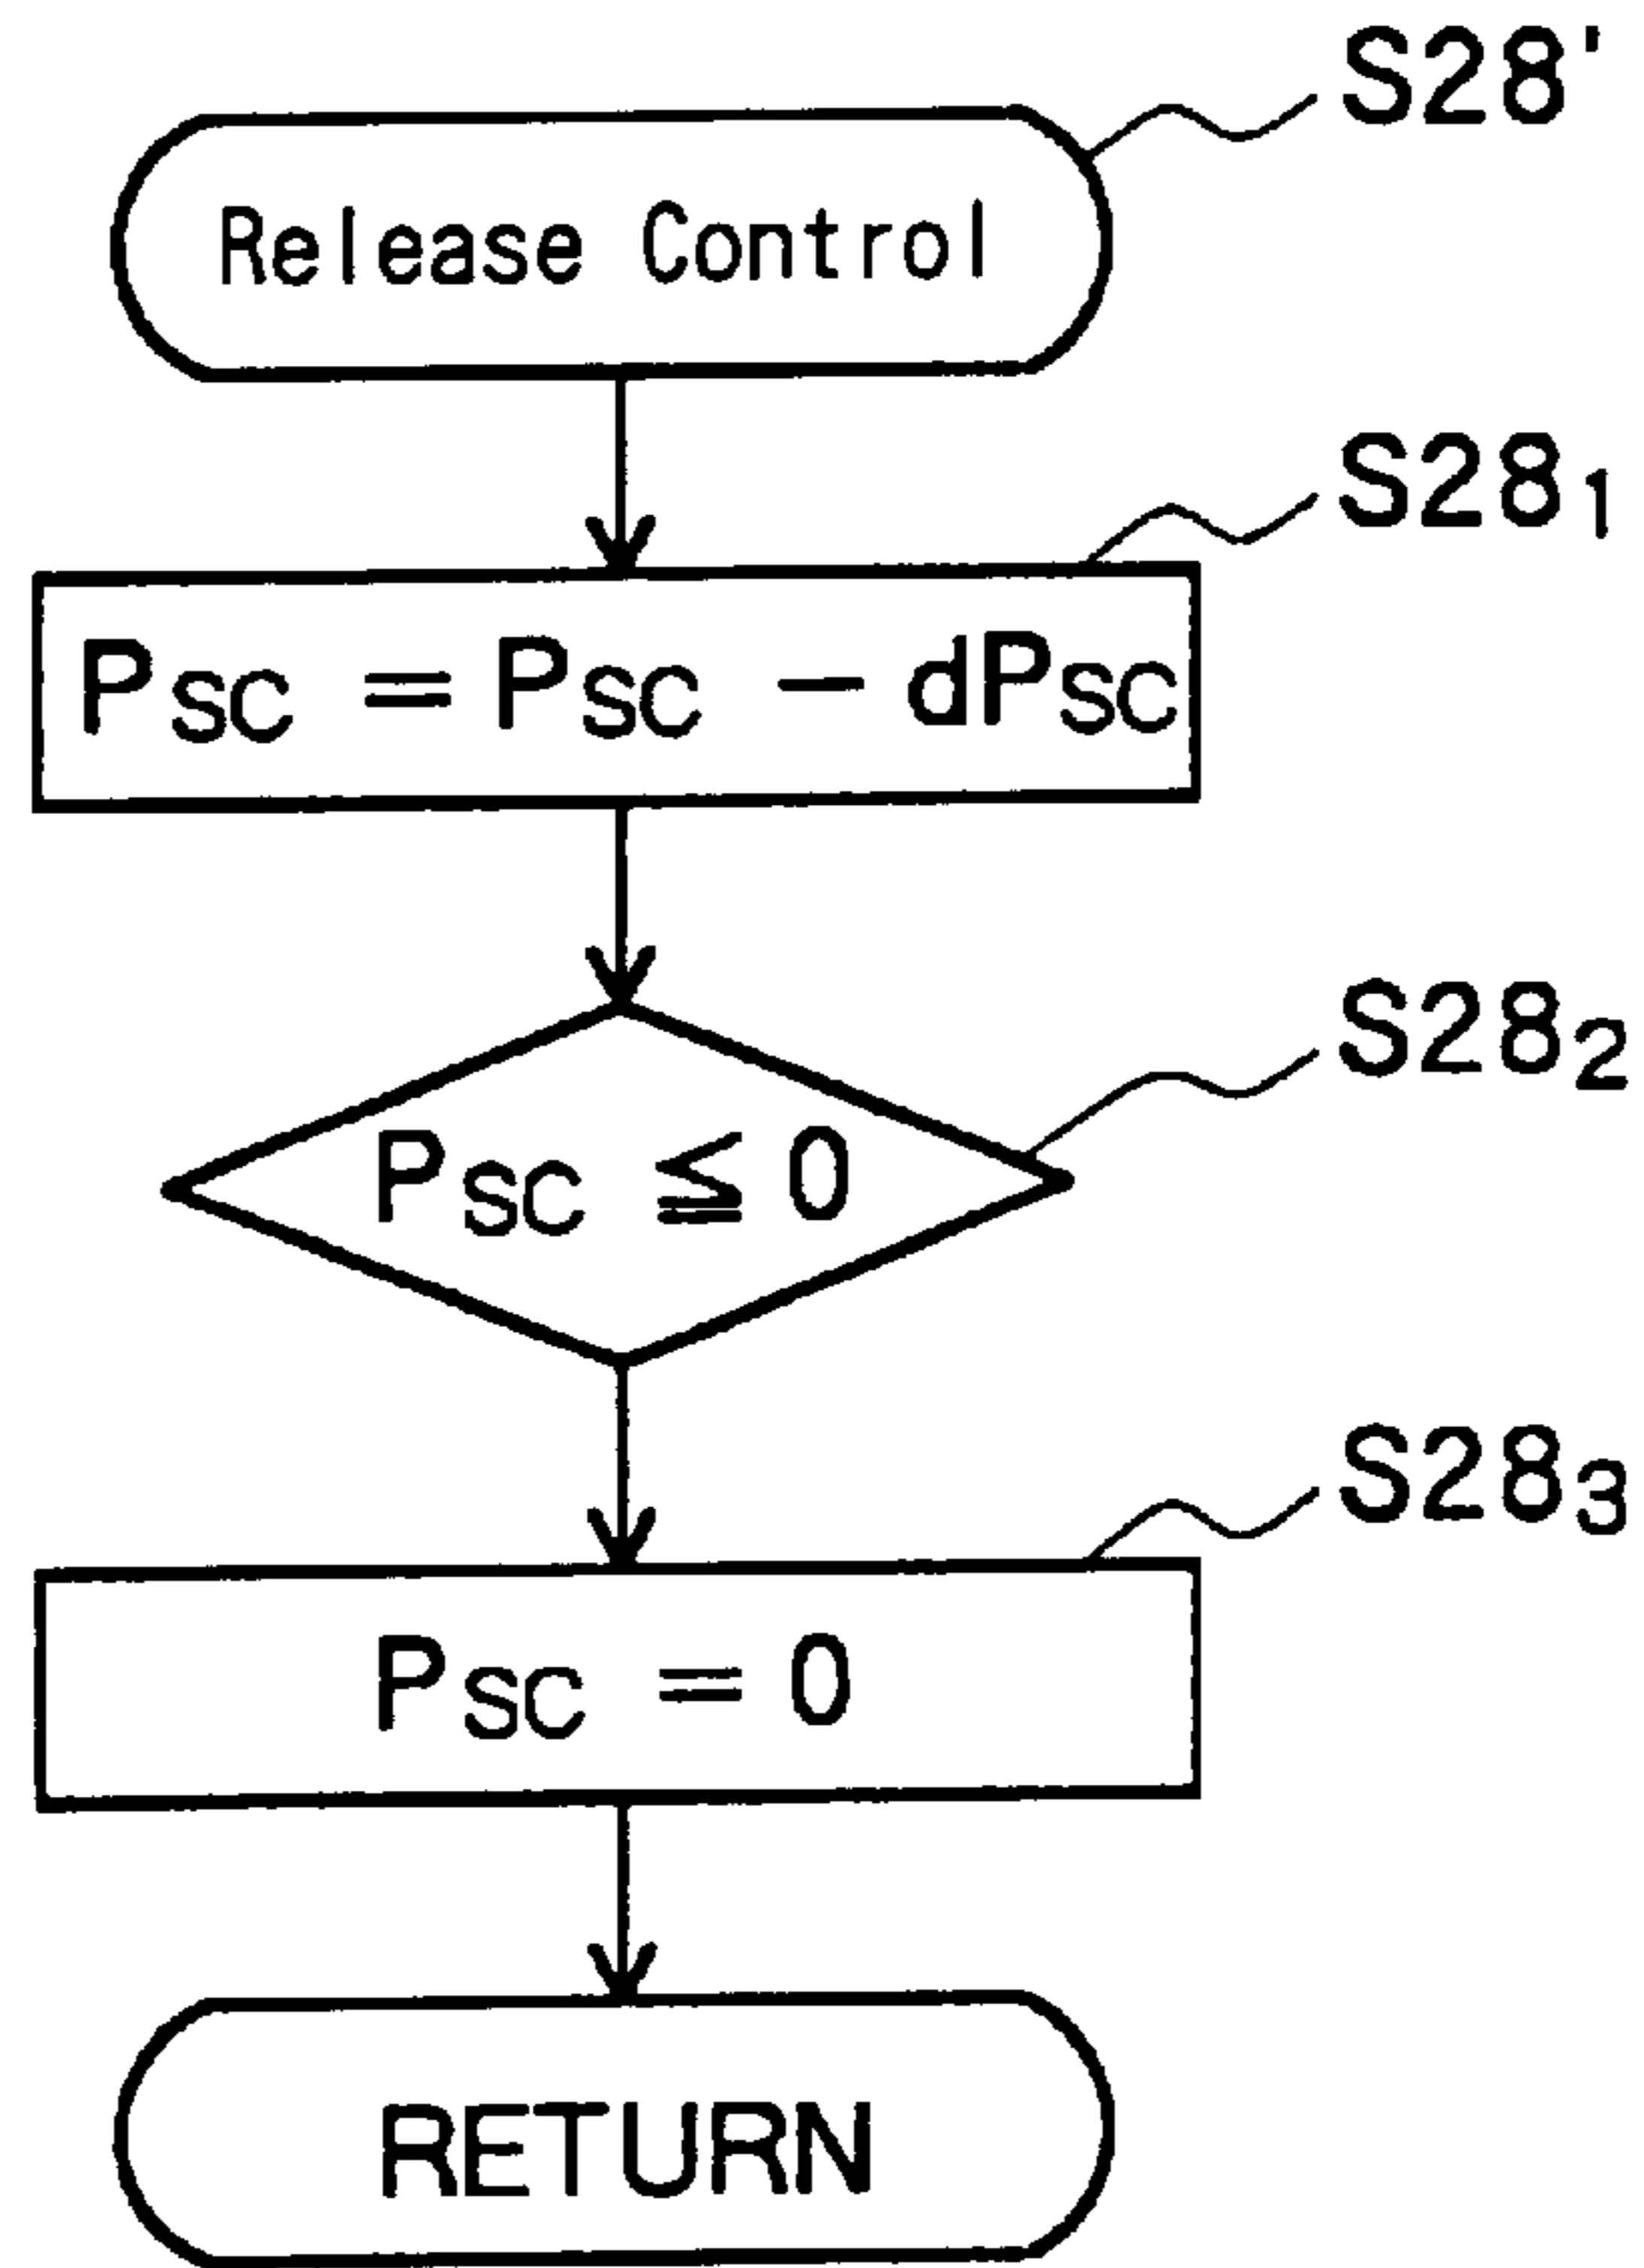 S28'
Release Control
S28₁
PSC = PSC − dPSC
S28₂
PSC ≦ 0
S28₃
PSC = 0
RETURN